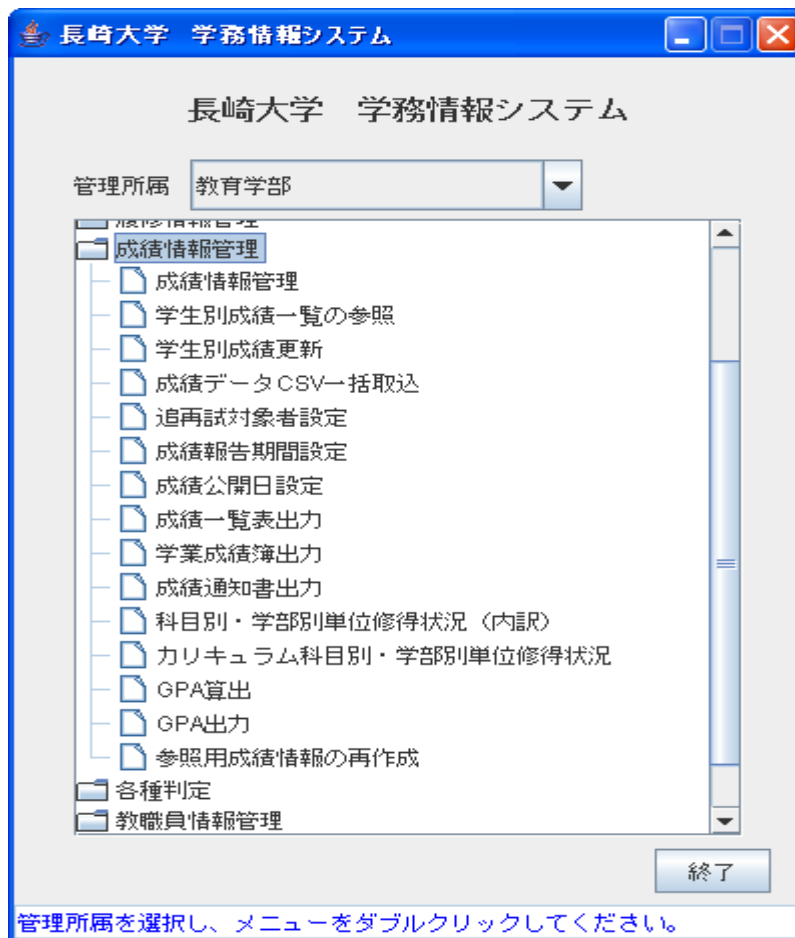 長崎大学 学務情報システム
長崎大学 学務情報システム
管理所属 教育学部
履修情報管理
成績情報管理
成績情報管理
学生別成績一覧の参照
学生別成績更新
成績データCSV一括取込
追再試対象者設定
成績報告期間設定
成績公開日設定
成績一覧表出力
学業成績簿出力
成績通知書出力
科目別・学部別単位修得状況（内訳）
カリキュラム科目別・学部別単位修得状況
GPA算出
GPA出力
参照用成績情報の再作成
各種判定
教職員情報管理
終了
管理所属を選択し、メニューをダブルクリックしてください。